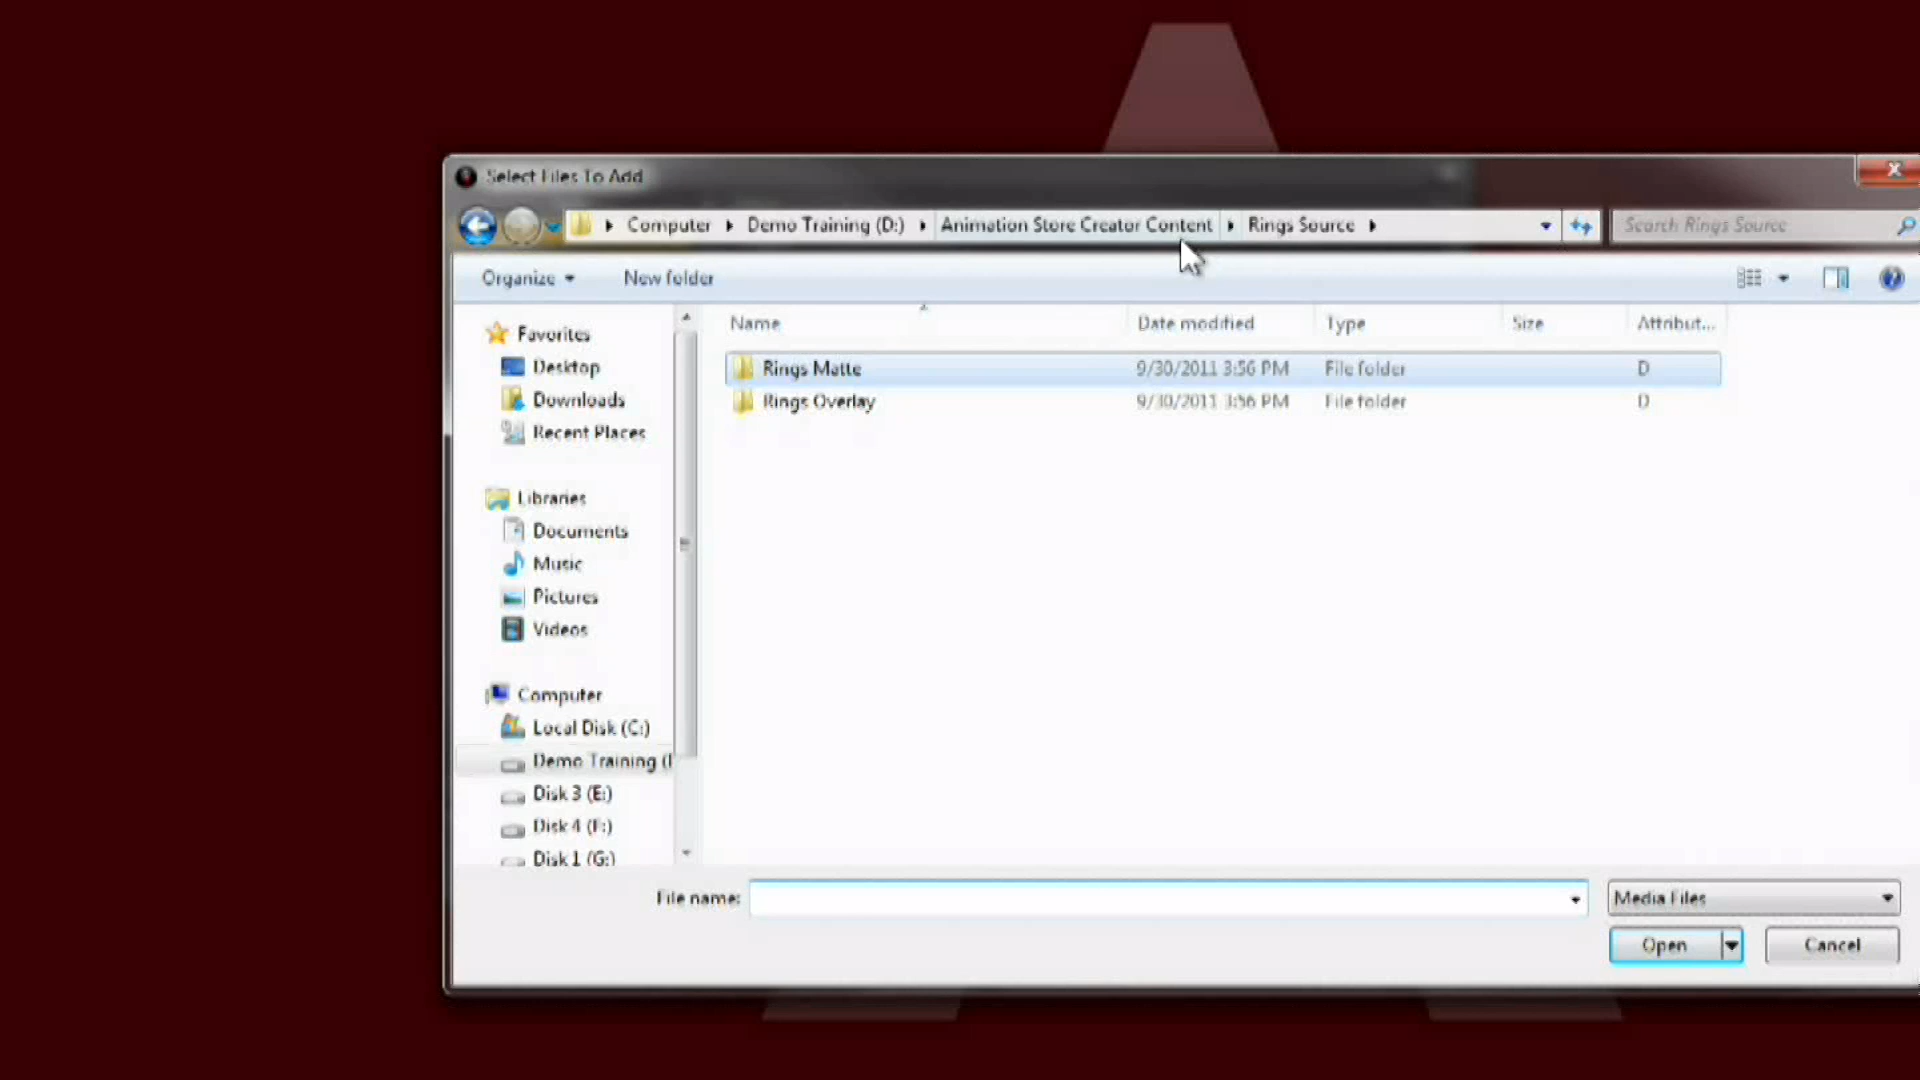 Select Files To Add
Computer Demo Training (D:) Animation Store Creator Content Rings Source
Search Rings Source
Organize New folder
Name Date modified Type Size Attribut...
Rings Matte 9/30/2011 3:56 PM File folder D
Rings Overlay 9/30/2011 3:56 PM File folder D
Favorites
Desktop
Downloads
Recent Places
Libraries
Documents
Music
Pictures
Videos
Computer
Local Disk (C:)
Demo Training (
Disk 3 (E:)
Disk 4 (F:)
Disk 1 (G:)
File name: Media Files
Open Cancel